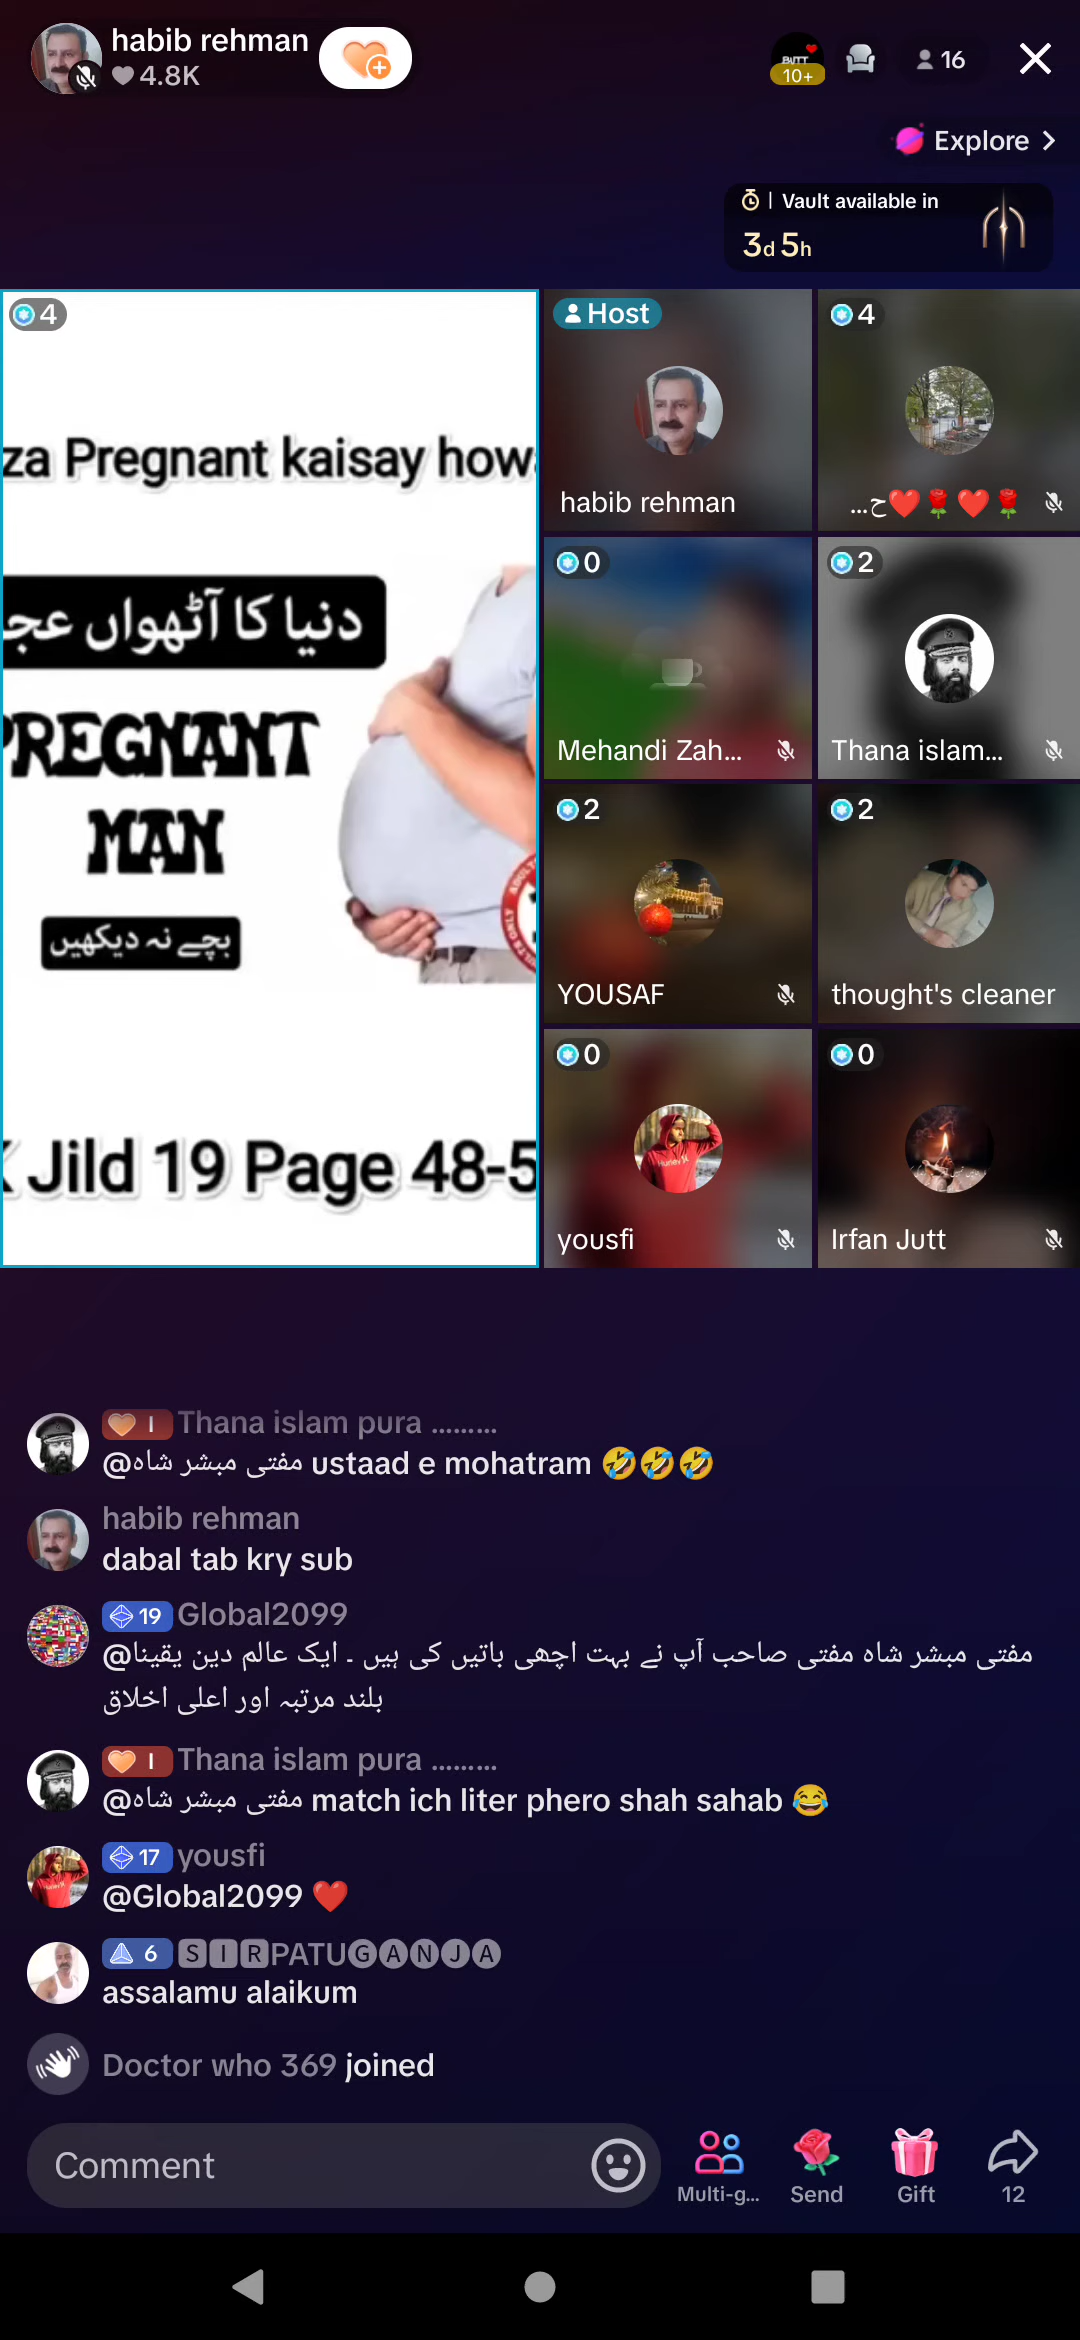 habib rehman
4.8K
BUTT
10+
16
Explore
Vault available in
3d 5h
4
za Pregnant kaisay how
دنیا کا آٹھواں عج
PREGNANT
MAN
بچے نہ دیکھیں
Jild 19 Page 48-5
Host
habib rehman
4
ح...
0
Mehandi Zah...
2
Thana islam...
2
YOUSAF
2
thought's cleaner
0
yousfi
0
Irfan Jutt
I Thana islam pura .........
@مفتی مبشر شاہ ustaad e mohatram 🤣🤣🤣
habib rehman
dabal tab kry sub
19 Global2099
@مفتی مبشر شاہ مفتی صاحب آپ نے بہت اچھی باتیں کی ہیں ۔ ایک عالم دین یقینا
بلند مرتبہ اور اعلی اخلاق
I Thana islam pura .........
@مفتی مبشر شاہ match ich liter phero shah sahab 😂
17 yousfi
@Global2099 ❤️
6 🆂🅸🆁PATU🅖🅐🅝🅙🅐
assalamu alaikum
Doctor who 369 joined
Comment
Multi-g...
Send
Gift
12